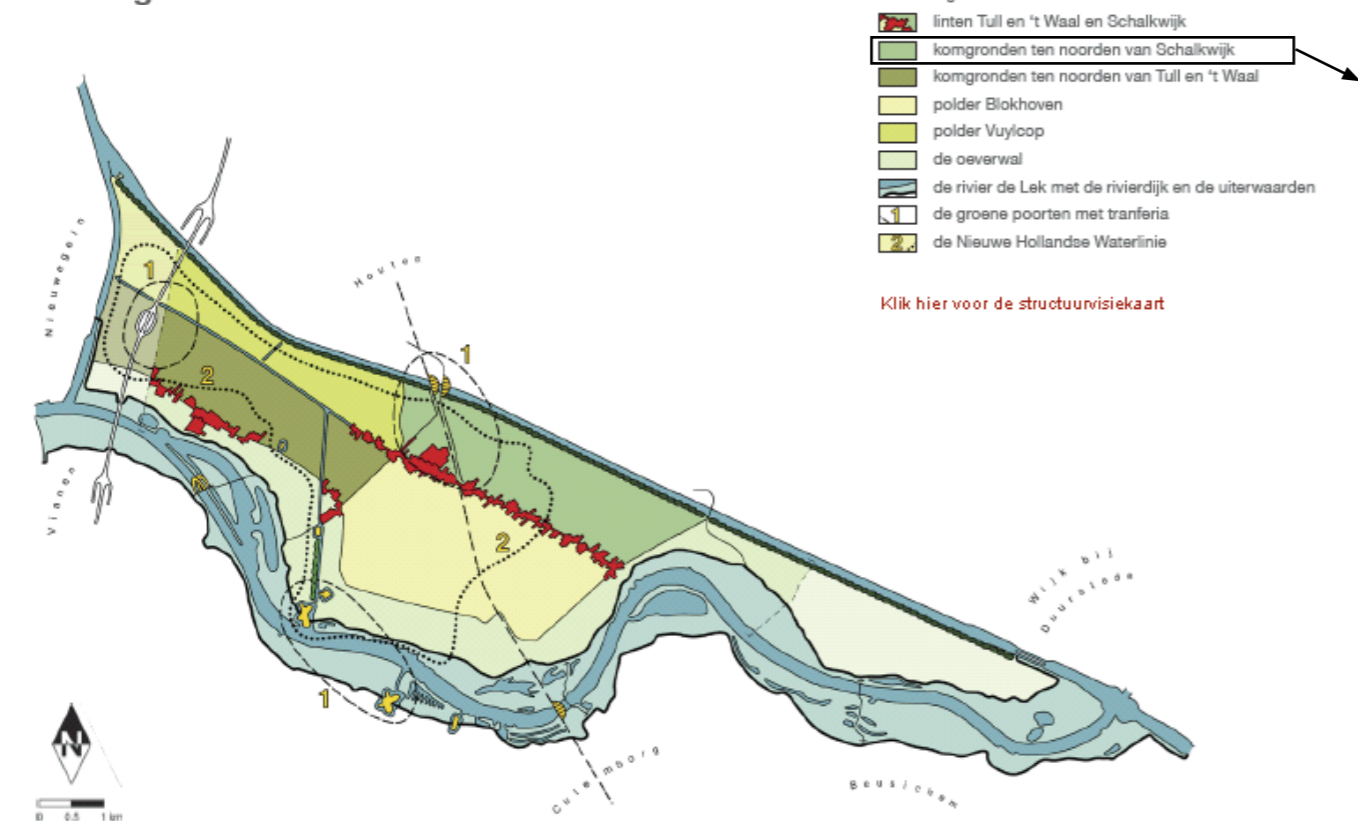 linten Tull en 't Waal en Schalkwijk
komgronden ten noorden van Schalkwijk
komgronden ten noorden van Tull en 't Waal
polder Blokhoven
polder Vuylcop
de oeverwal
de rivier de Lek met de rivierdijk en de uiterwaarden
1 de groene poorten met tranferia
2 de Nieuwe Hollandse Waterlinie
Klik hier voor de structuurvisiekaart
Nieuwegein
Houten
1
1
2
Vianen
2
Wijk bij
Duurstede
1
N
Culemborg
Beusichem
0 0.5 1 km